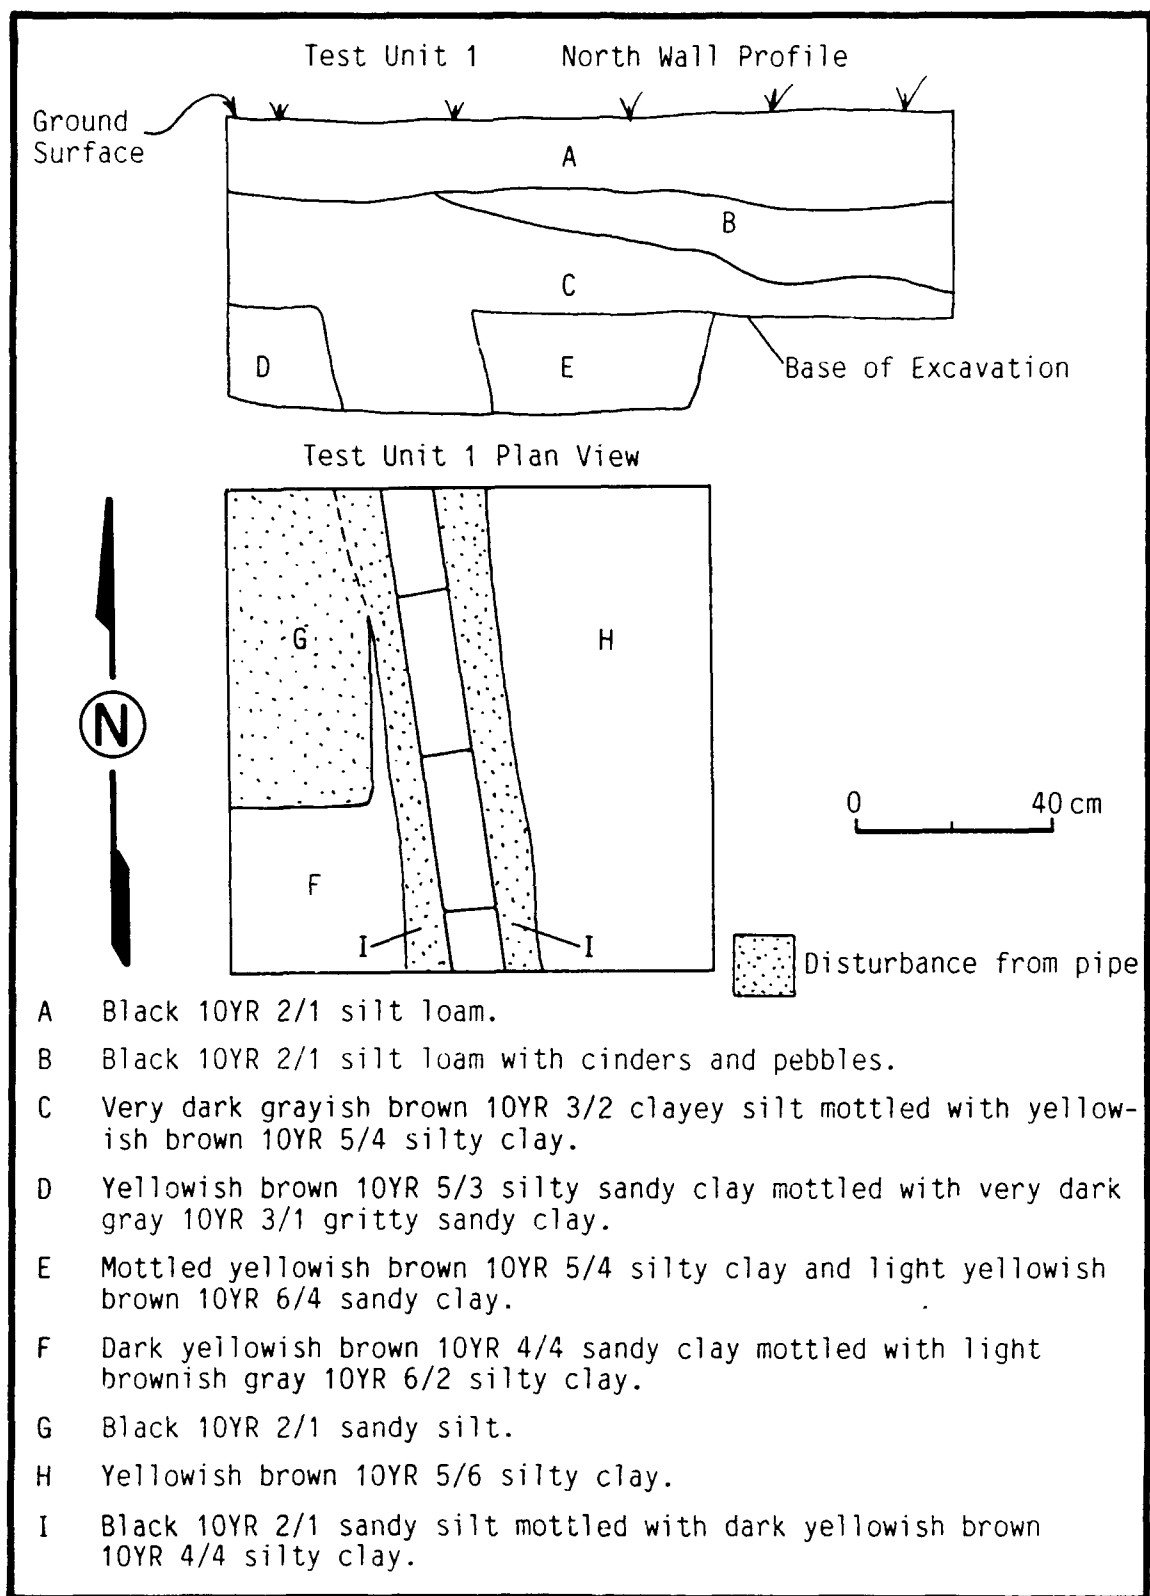 Test Unit 1 North Wall Profile
Ground
Surface
A
B
C
D
E
Base of Excavation
Test Unit 1 Plan View
N
G
H
F
I
I
0 40 cm
Disturbance from pipe
A Black 10YR 2/1 silt loam.
B Black 10YR 2/1 silt loam with cinders and pebbles.
C Very dark grayish brown 10YR 3/2 clayey silt mottled with yellow-
ish brown 10YR 5/4 silty clay.
D Yellowish brown 10YR 5/3 silty sandy clay mottled with very dark
gray 10YR 3/1 gritty sandy clay.
E Mottled yellowish brown 10YR 5/4 silty clay and light yellowish
brown 10YR 6/4 sandy clay.
F Dark yellowish brown 10YR 4/4 sandy clay mottled with light
brownish gray 10YR 6/2 silty clay.
G Black 10YR 2/1 sandy silt.
H Yellowish brown 10YR 5/6 silty clay.
I Black 10YR 2/1 sandy silt mottled with dark yellowish brown
10YR 4/4 silty clay.